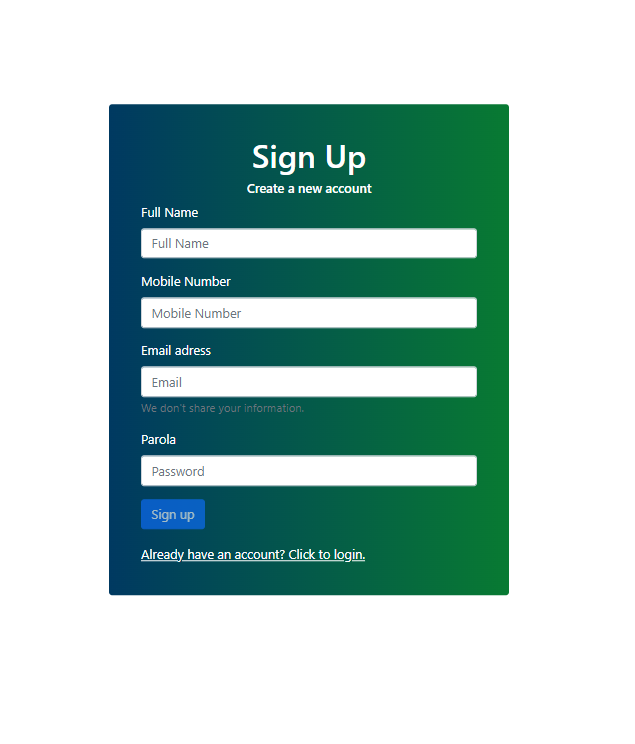 Sign Up
Create a new account
Full Name
Full Name
Mobile Number
Mobile Number
Email adress
Email
We don't share your information.
Parola
Password
Sign up
Already have an account? Click to login.